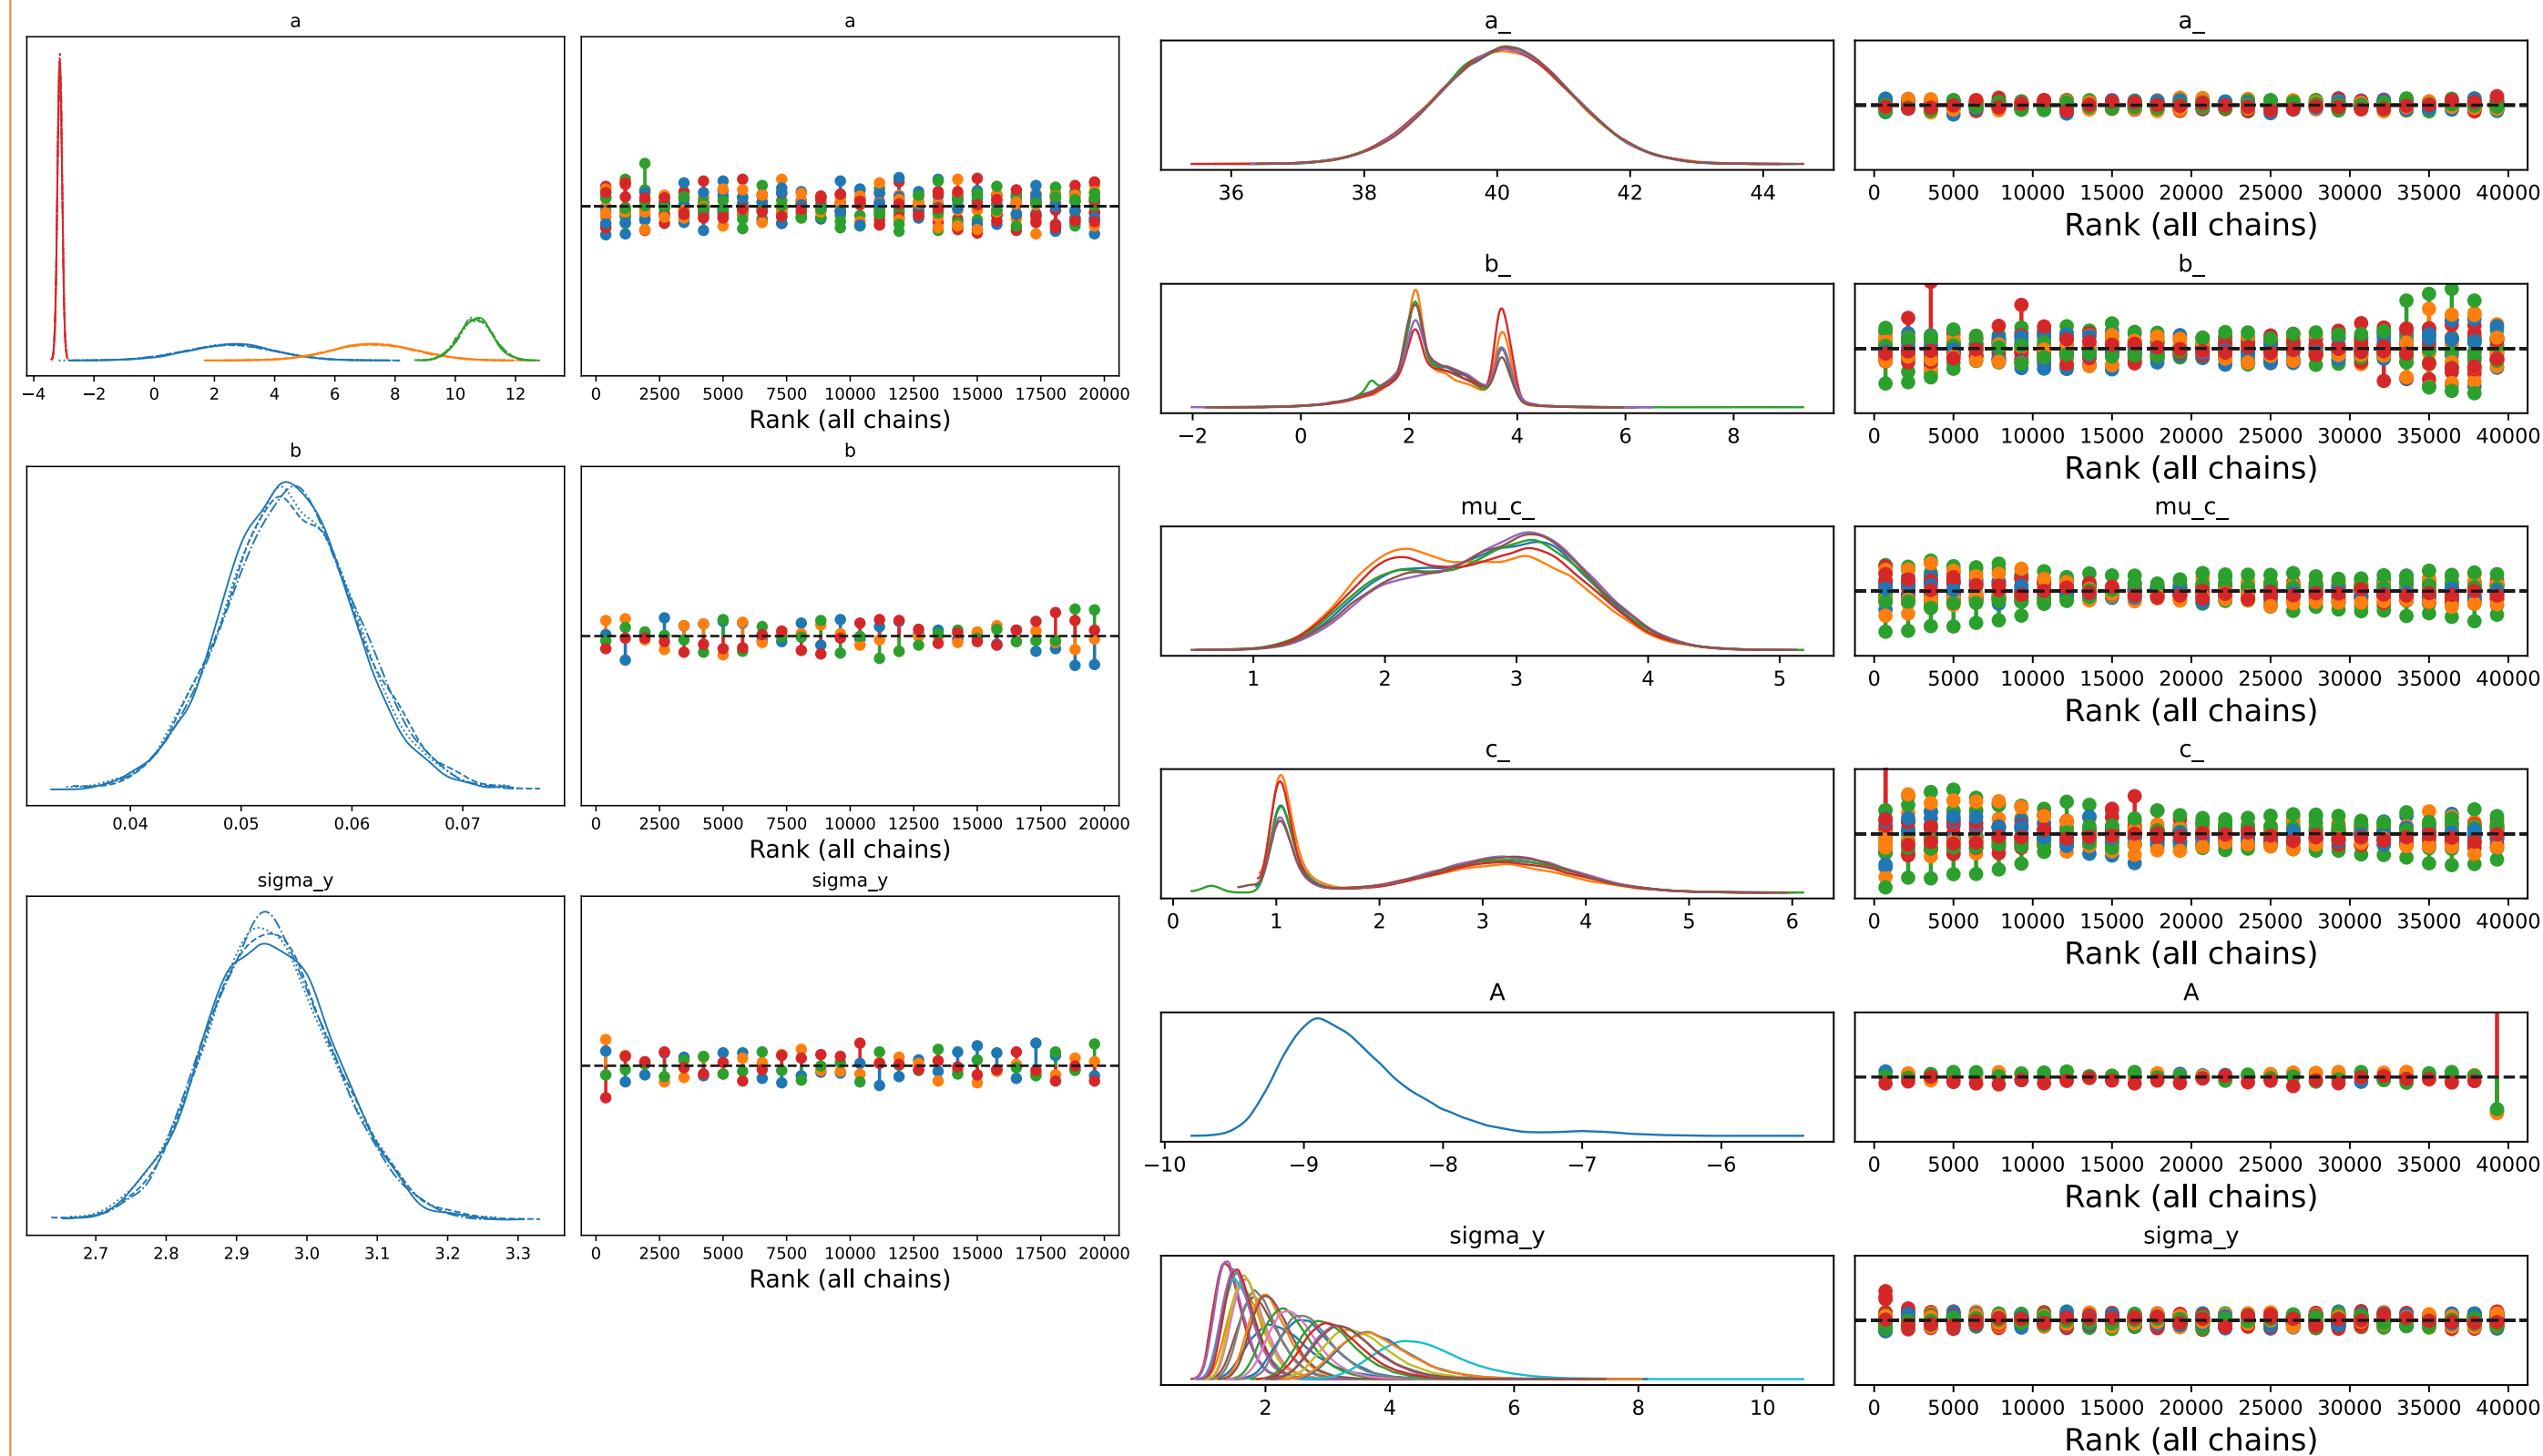 a
a
−4 −2 0 2 4 6 8 10 12
0 2500 5000 7500 10000 12500 15000 17500 20000
Rank (all chains)
b
b
0.04 0.05 0.06 0.07
0 2500 5000 7500 10000 12500 15000 17500 20000
Rank (all chains)
sigma_y
sigma_y
2.7 2.8 2.9 3.0 3.1 3.2 3.3
0 2500 5000 7500 10000 12500 15000 17500 20000
Rank (all chains)
a_
a_
36 38 40 42 44
0 5000 10000 15000 20000 25000 30000 35000 40000
Rank (all chains)
b_
b_
−2 0 2 4 6 8
0 5000 10000 15000 20000 25000 30000 35000 40000
Rank (all chains)
mu_c_
mu_c_
1 2 3 4 5
0 5000 10000 15000 20000 25000 30000 35000 40000
Rank (all chains)
c_
c_
0 1 2 3 4 5 6
0 5000 10000 15000 20000 25000 30000 35000 40000
Rank (all chains)
A
A
−10 −9 −8 −7 −6
0 5000 10000 15000 20000 25000 30000 35000 40000
Rank (all chains)
sigma_y
sigma_y
2 4 6 8 10
0 5000 10000 15000 20000 25000 30000 35000 40000
Rank (all chains)